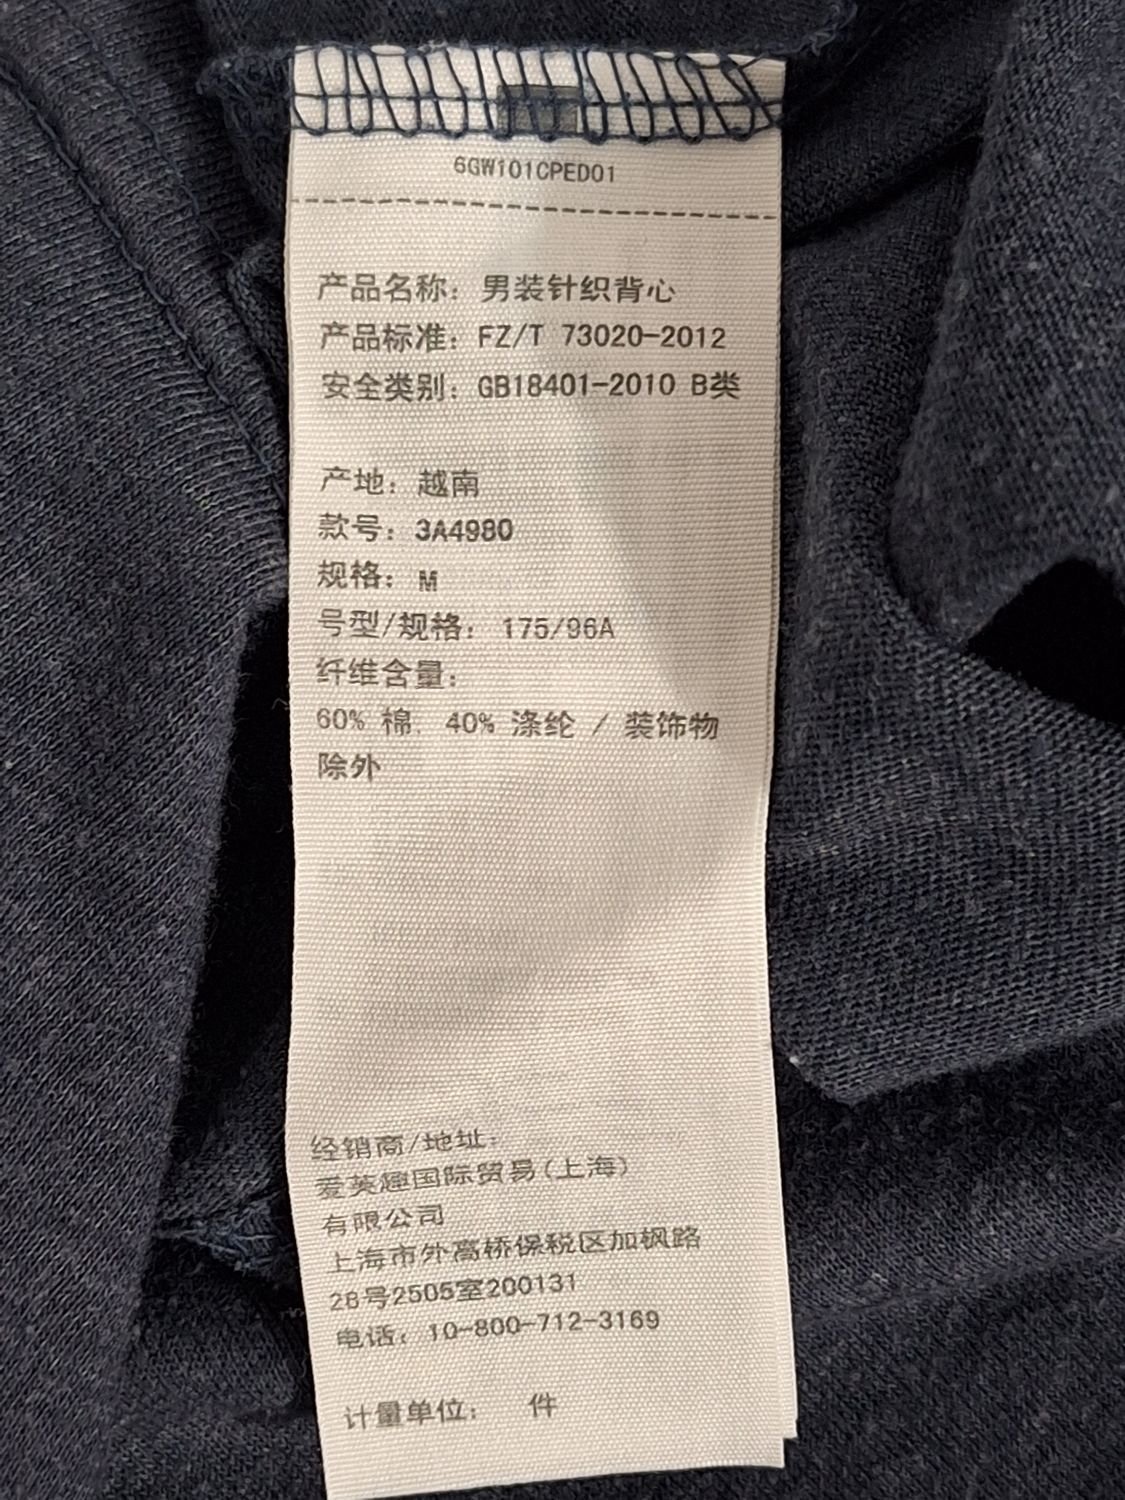 6GW101CPED01
产品名称：男装针织背心
产品标准：FZ/T 73020-2012
安全类别：GB18401-2010 B类
产地：越南
款号：3A4980
规格：M
号型/规格： 175/96A
纤维含量：
60% 棉. 40% 涤纶 / 装饰物
除外
经销商/地址：
爱英趣国际贸易(上海)
有限公司
上海市外高桥保税区加枫路
28号2505室200131
电话：10-800-712-3169
计量单位： 件